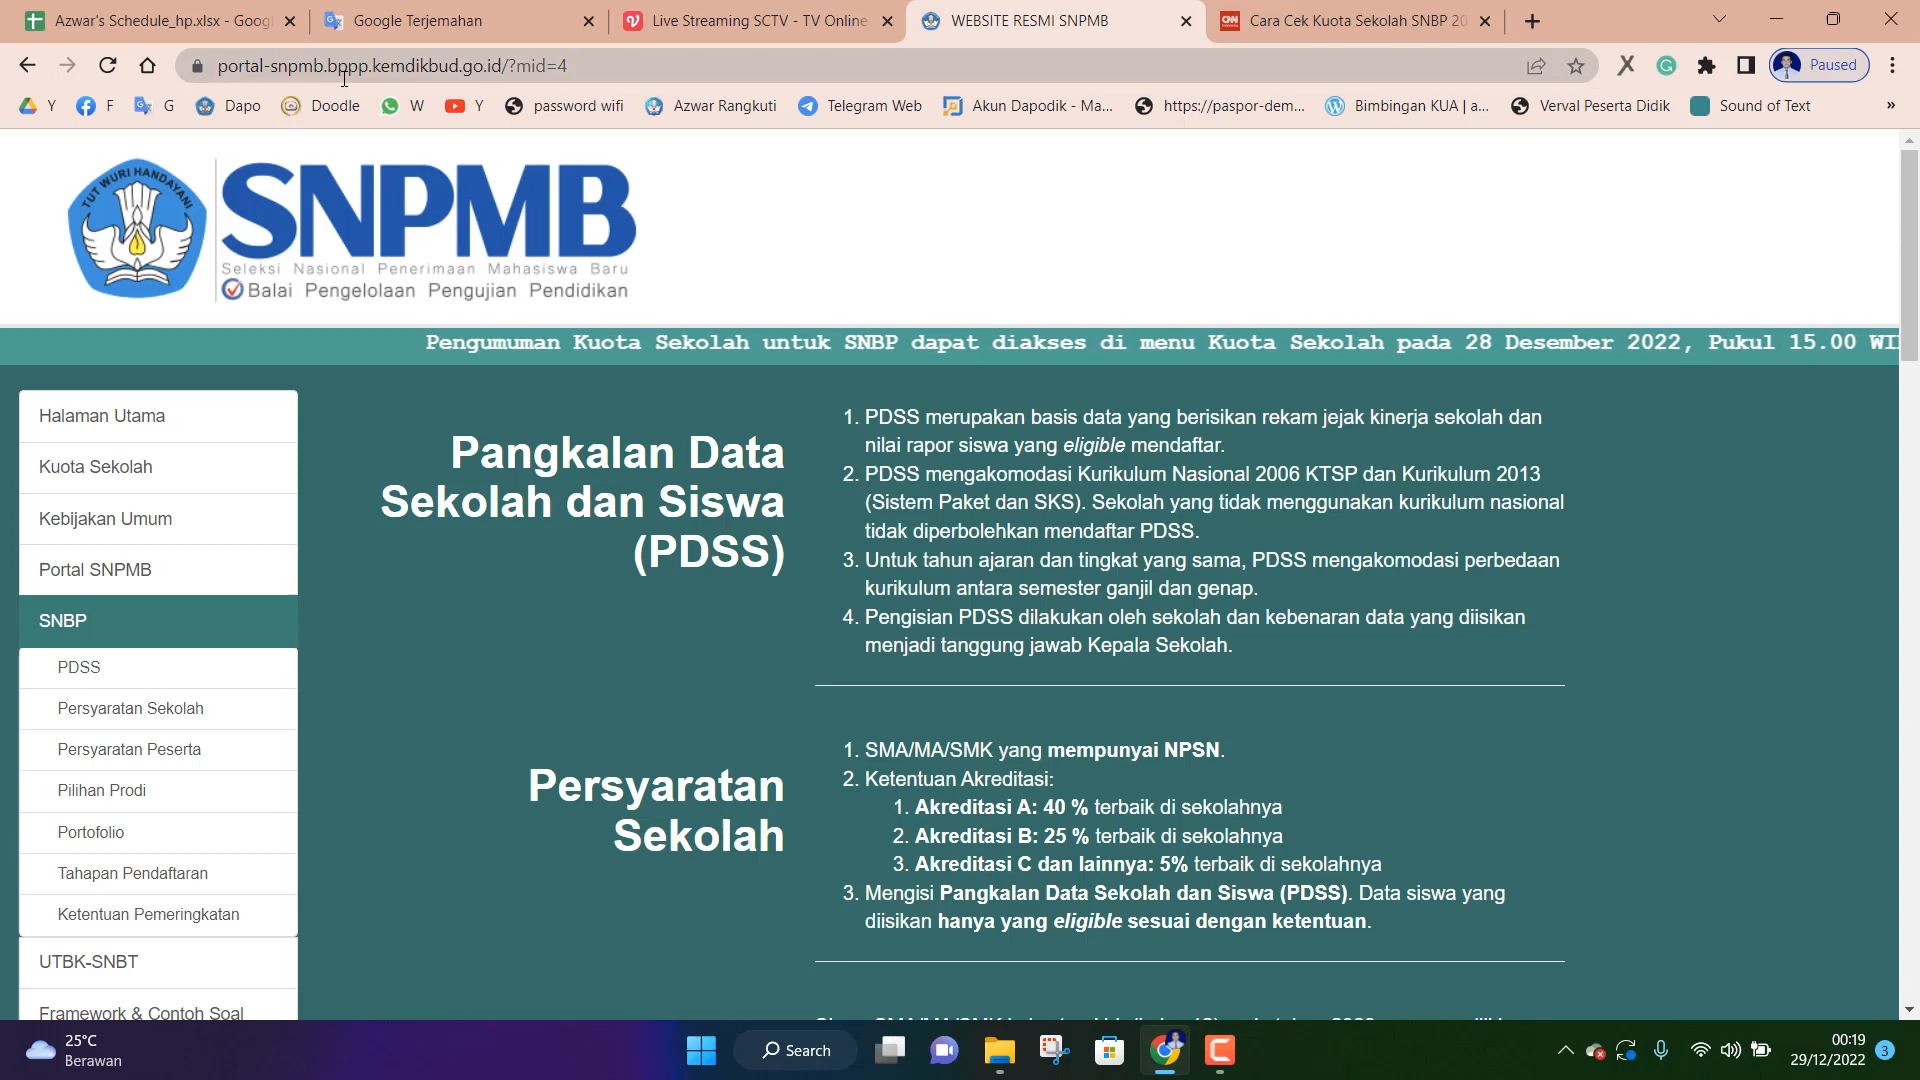 Azwar's Schedule_hp.xlsx - Googl
Google Terjemahan
Live Streaming SCTV - TV Online
WEBSITE RESMI SNPMB
CNN
Cara Cek Kuota Sekolah SNBP 20
portal-snpmb.bppp.kemdikbud.go.id/?mid=4
Paused
Y
F
G
Dapo
Doodle
W
Y
password wifi
Azwar Rangkuti
Telegram Web
Akun Dapodik - Ma...
https://paspor-dem...
Bimbingan KUA | a...
Verval Peserta Didik
Sound of Text
»
TUT WURI HANDAYANI
SNPMB
Seleksi Nasional Penerimaan Mahasiswa Baru
Balai Pengelolaan Pengujian Pendidikan
Pengumuman Kuota Sekolah untuk SNBP dapat diakses di menu Kuota Sekolah pada 28 Desember 2022, Pukul 15.00 WI
Halaman Utama
Kuota Sekolah
Kebijakan Umum
Portal SNPMB
SNBP
PDSS
Persyaratan Sekolah
Persyaratan Peserta
Pilihan Prodi
Portofolio
Tahapan Pendaftaran
Ketentuan Pemeringkatan
UTBK-SNBT
Framework & Contoh Soal
Pangkalan Data
Sekolah dan Siswa
(PDSS)
1. PDSS merupakan basis data yang berisikan rekam jejak kinerja sekolah dan
nilai rapor siswa yang eligible mendaftar.
2. PDSS mengakomodasi Kurikulum Nasional 2006 KTSP dan Kurikulum 2013
(Sistem Paket dan SKS). Sekolah yang tidak menggunakan kurikulum nasional
tidak diperbolehkan mendaftar PDSS.
3. Untuk tahun ajaran dan tingkat yang sama, PDSS mengakomodasi perbedaan
kurikulum antara semester ganjil dan genap.
4. Pengisian PDSS dilakukan oleh sekolah dan kebenaran data yang diisikan
menjadi tanggung jawab Kepala Sekolah.
Persyaratan
Sekolah
1. SMA/MA/SMK yang mempunyai NPSN.
2. Ketentuan Akreditasi:
1. Akreditasi A: 40 % terbaik di sekolahnya
2. Akreditasi B: 25 % terbaik di sekolahnya
3. Akreditasi C dan lainnya: 5% terbaik di sekolahnya
3. Mengisi Pangkalan Data Sekolah dan Siswa (PDSS). Data siswa yang
diisikan hanya yang eligible sesuai dengan ketentuan.
25°C
Berawan
Search
00:19
29/12/2022
3